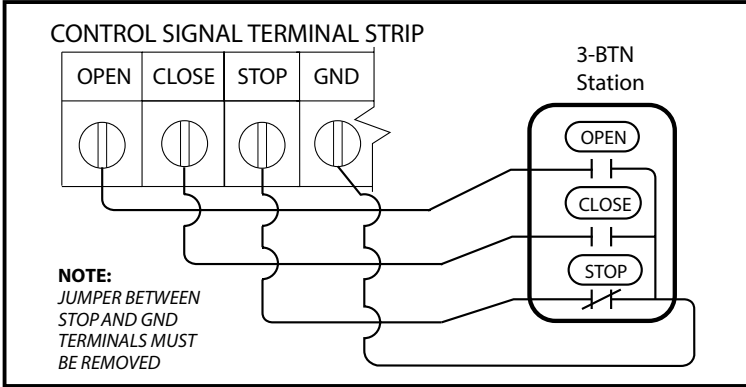 CONTROL SIGNAL TERMINAL STRIP
OPEN CLOSE STOP GND
3-BTN
Station
OPEN
CLOSE
STOP
NOTE:
JUMPER BETWEEN
STOP AND GND
TERMINALS MUST
BE REMOVED